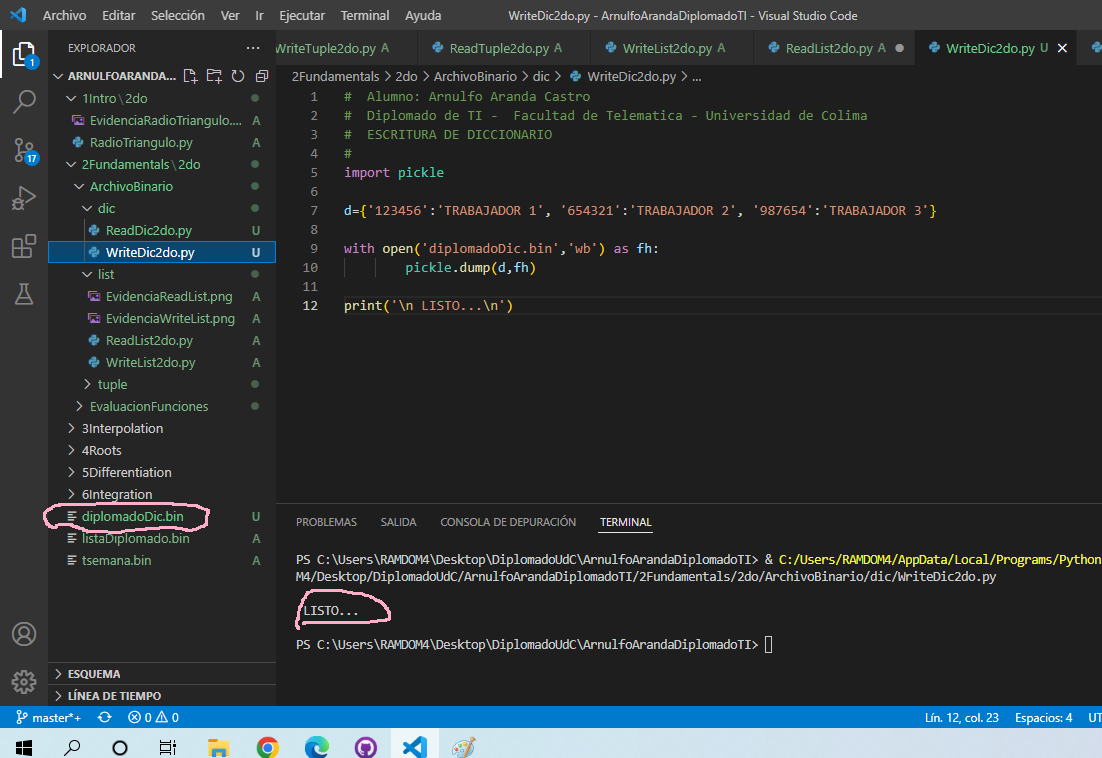 Archivo Editar Selección Ver Ir Ejecutar Terminal Ayuda WriteDic2do.py - ArnulfoArandaDiplomadoTI - Visual Studio Code
EXPLORADOR ···
WriteTuple2do.py A ReadTuple2do.py A WriteList2do.py A ReadList2do.py A WriteDic2do.py U
1
ARNULFOARANDA...
1Intro\2do
EvidenciaRadioTriangulo.... A
RadioTriangulo.py A
17
2Fundamentals\2do
ArchivoBinario
dic
ReadDic2do.py U
WriteDic2do.py U
list
EvidenciaReadList.png A
EvidenciaWriteList.png A
ReadList2do.py A
WriteList2do.py A
tuple
EvaluacionFunciones
3Interpolation
4Roots
5Differentiation
6Integration
diplomadoDic.bin U
listaDiplomado.bin A
tsemana.bin A
ESQUEMA
LÍNEA DE TIEMPO
2Fundamentals > 2do > ArchivoBinario > dic > WriteDic2do.py > ...
1 # Alumno: Arnulfo Aranda Castro
2 # Diplomado de TI - Facultad de Telematica - Universidad de Colima
3 # ESCRITURA DE DICCIONARIO
4 #
5 import pickle
6
7 d={'123456':'TRABAJADOR 1', '654321':'TRABAJADOR 2', '987654':'TRABAJADOR 3'}
8
9 with open('diplomadoDic.bin','wb') as fh:
10 pickle.dump(d,fh)
11
12 print('\n LISTO...\n')
PROBLEMAS SALIDA CONSOLA DE DEPURACIÓN TERMINAL
PS C:\Users\RAMDOM4\Desktop\DiplomadoUdC\ArnulfoArandaDiplomadoTI> & C:/Users/RAMDOM4/AppData/Local/Programs/Python
M4/Desktop/DiplomadoUdC/ArnulfoArandaDiplomadoTI/2Fundamentals/2do/ArchivoBinario/dic/WriteDic2do.py
LISTO...
PS C:\Users\RAMDOM4\Desktop\DiplomadoUdC\ArnulfoArandaDiplomadoTI>
master*+ 0 0 Lín. 12, col. 23 Espacios: 4 UT